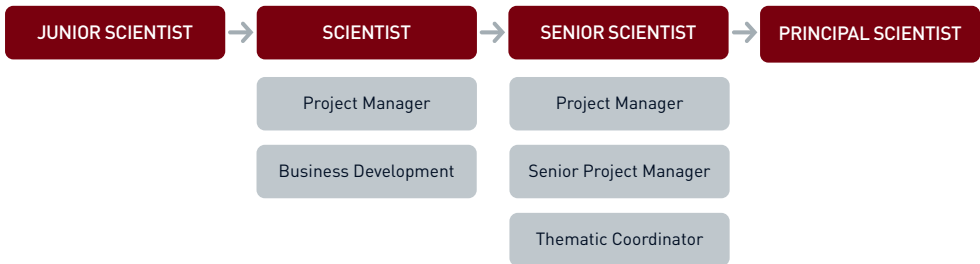 JUNIOR SCIENTIST
SCIENTIST
SENIOR SCIENTIST
PRINCIPAL SCIENTIST
Project Manager
Project Manager
Business Development
Senior Project Manager
Thematic Coordinator